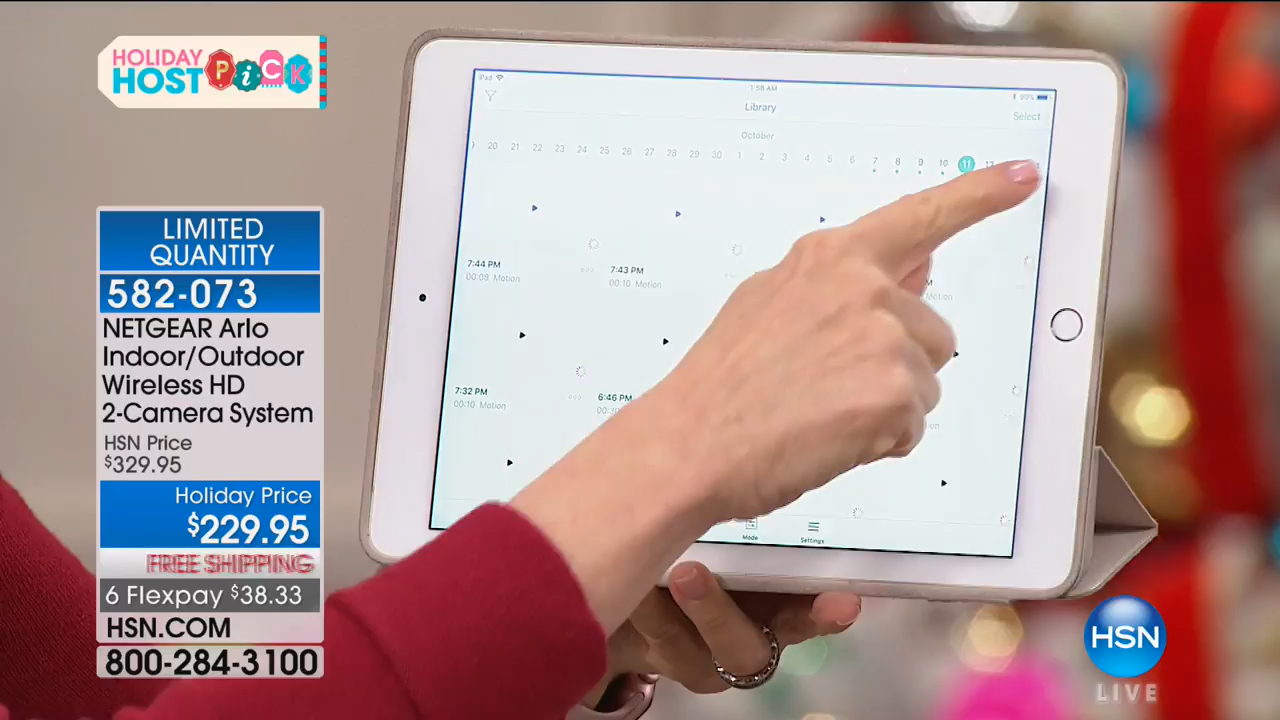 HOLIDAY
HOST PiCK
LIMITED
QUANTITY
582-073
NETGEAR Arlo
Indoor/Outdoor
Wireless HD
2-Camera System
HSN Price
$329.95
Holiday Price
$229.95
FREE SHIPPING
6 Flexpay $38.33
HSN.COM
800-284-3100
iPad
1:58 AM
Library
Select
October
20 21 22 23 24 25 26 27 28 29 30 1 2 3 4 5 6 7 8 9 10 11
7:44 PM
00:08 Motion
7:43 PM
00:10 Motion
Motion
7:32 PM
00:10 Motion
6:46 PM
Mode
Settings
HSN
LIVE